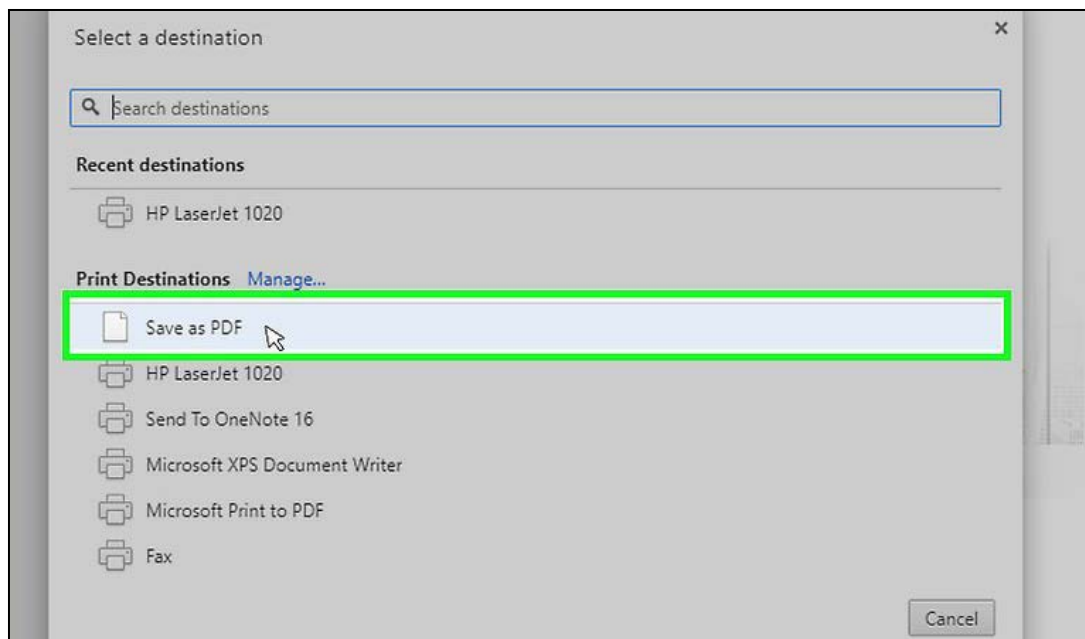 Select a destination
Search destinations
Recent destinations
HP LaserJet 1020
Print Destinations Manage...
Save as PDF
HP LaserJet 1020
Send To OneNote 16
Microsoft XPS Document Writer
Microsoft Print to PDF
Fax
Cancel